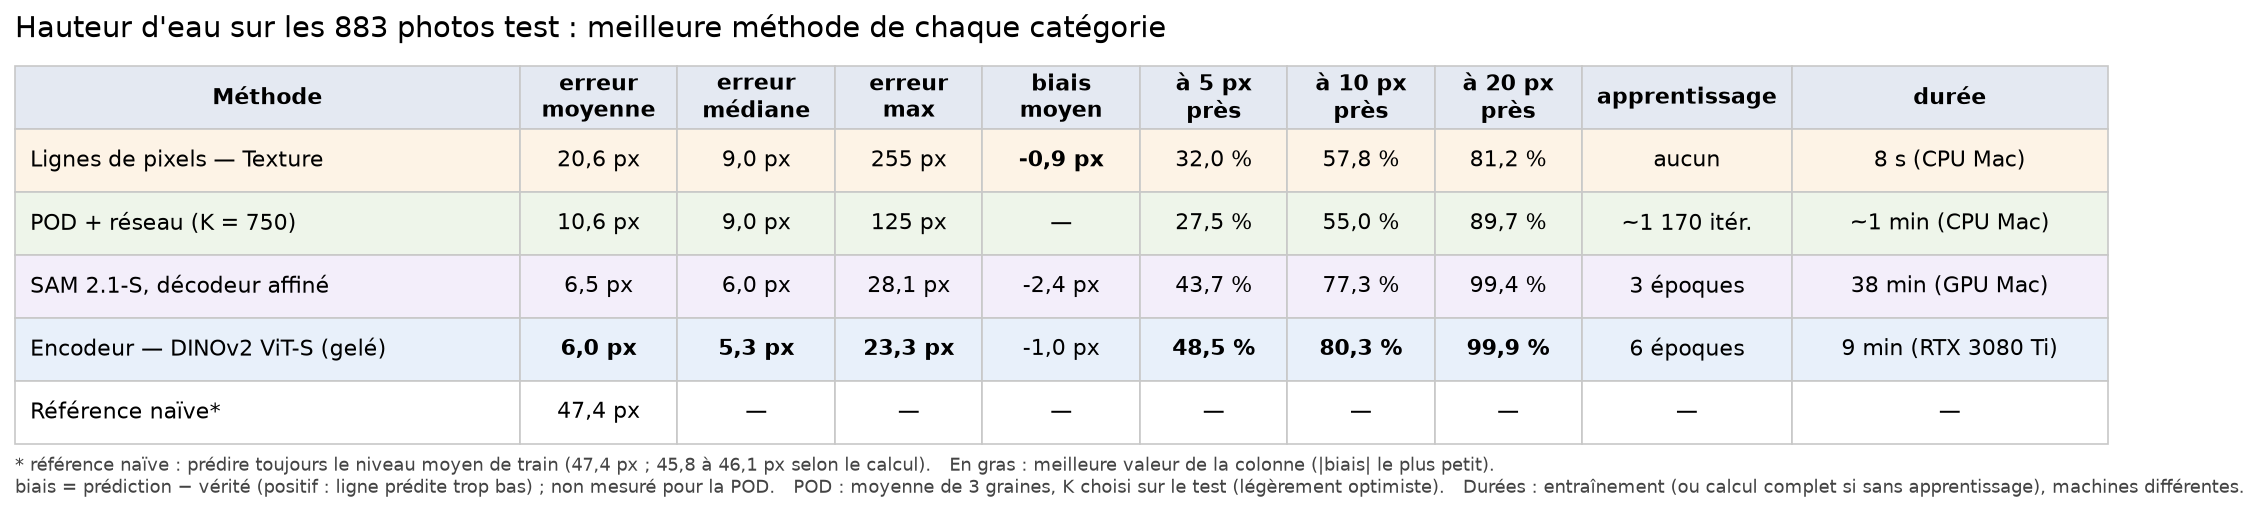 Hauteur d'eau sur les 883 photos test : meilleure méthode de chaque catégorie
Méthode | erreur moyenne | erreur médiane | erreur max | biais moyen | à 5 px près | à 10 px près | à 20 px près | apprentissage | durée
Lignes de pixels — Texture | 20,6 px | 9,0 px | 255 px | -0,9 px | 32,0 % | 57,8 % | 81,2 % | aucun | 8 s (CPU Mac)
POD + réseau (K = 750) | 10,6 px | 9,0 px | 125 px | — | 27,5 % | 55,0 % | 89,7 % | ~1 170 itér. | ~1 min (CPU Mac)
SAM 2.1-S, décodeur affiné | 6,5 px | 6,0 px | 28,1 px | -2,4 px | 43,7 % | 77,3 % | 99,4 % | 3 époques | 38 min (GPU Mac)
Encodeur — DINOv2 ViT-S (gelé) | 6,0 px | 5,3 px | 23,3 px | -1,0 px | 48,5 % | 80,3 % | 99,9 % | 6 époques | 9 min (RTX 3080 Ti)
Référence naïve* | 47,4 px | — | — | — | — | — | — | — | —
* référence naïve : prédire toujours le niveau moyen de train (47,4 px ; 45,8 à 46,1 px selon le calcul). En gras : meilleure valeur de la colonne (|biais| le plus petit).
biais = prédiction − vérité (positif : ligne prédite trop bas) ; non mesuré pour la POD. POD : moyenne de 3 graines, K choisi sur le test (légèrement optimiste). Durées : entraînement (ou calcul complet si sans apprentissage), machines différentes.